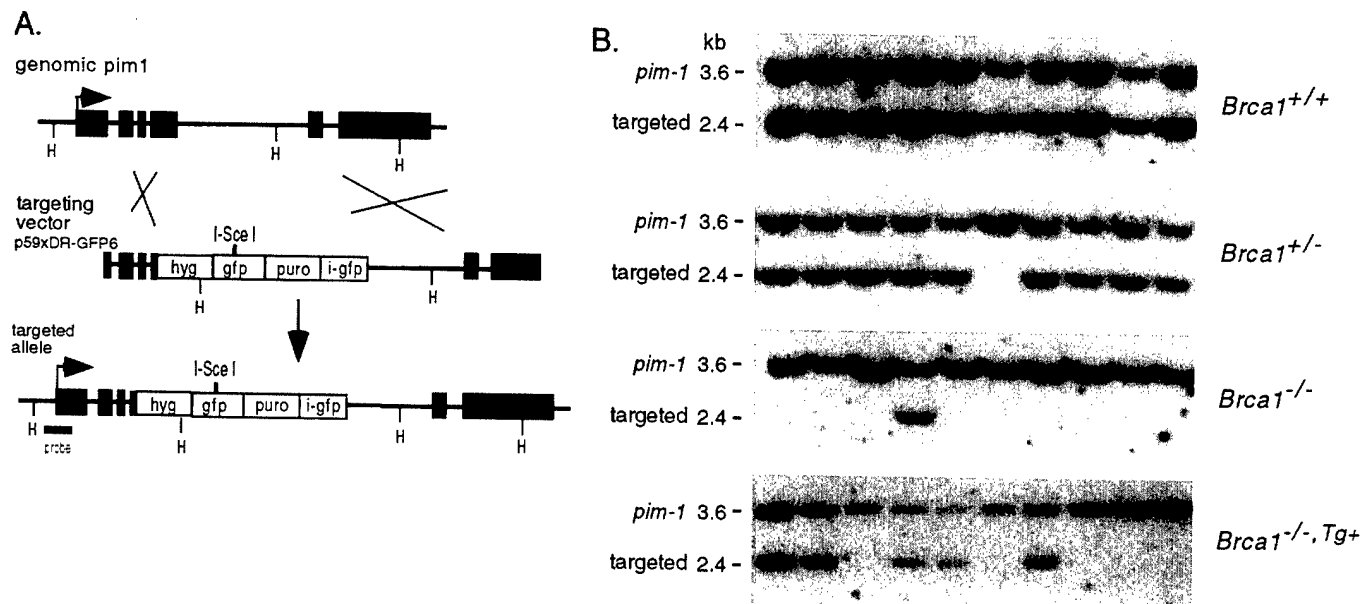 A.
genomic pim1
H
H
H
targeting
vector
p59xDR-GFP6
I-Sce I
hyg gfp puro i-gfp
H
H
targeted
allele
I-Sce I
hyg gfp puro i-gfp
H
probe
H
H
H
B.
kb
pim-1 3.6 -
targeted 2.4 -
Brca1+/+
pim-1 3.6 -
targeted 2.4 -
Brca1+/-
pim-1 3.6 -
targeted 2.4 -
Brca1-/-
pim-1 3.6 -
targeted 2.4 -
Brca1-/-, Tg+